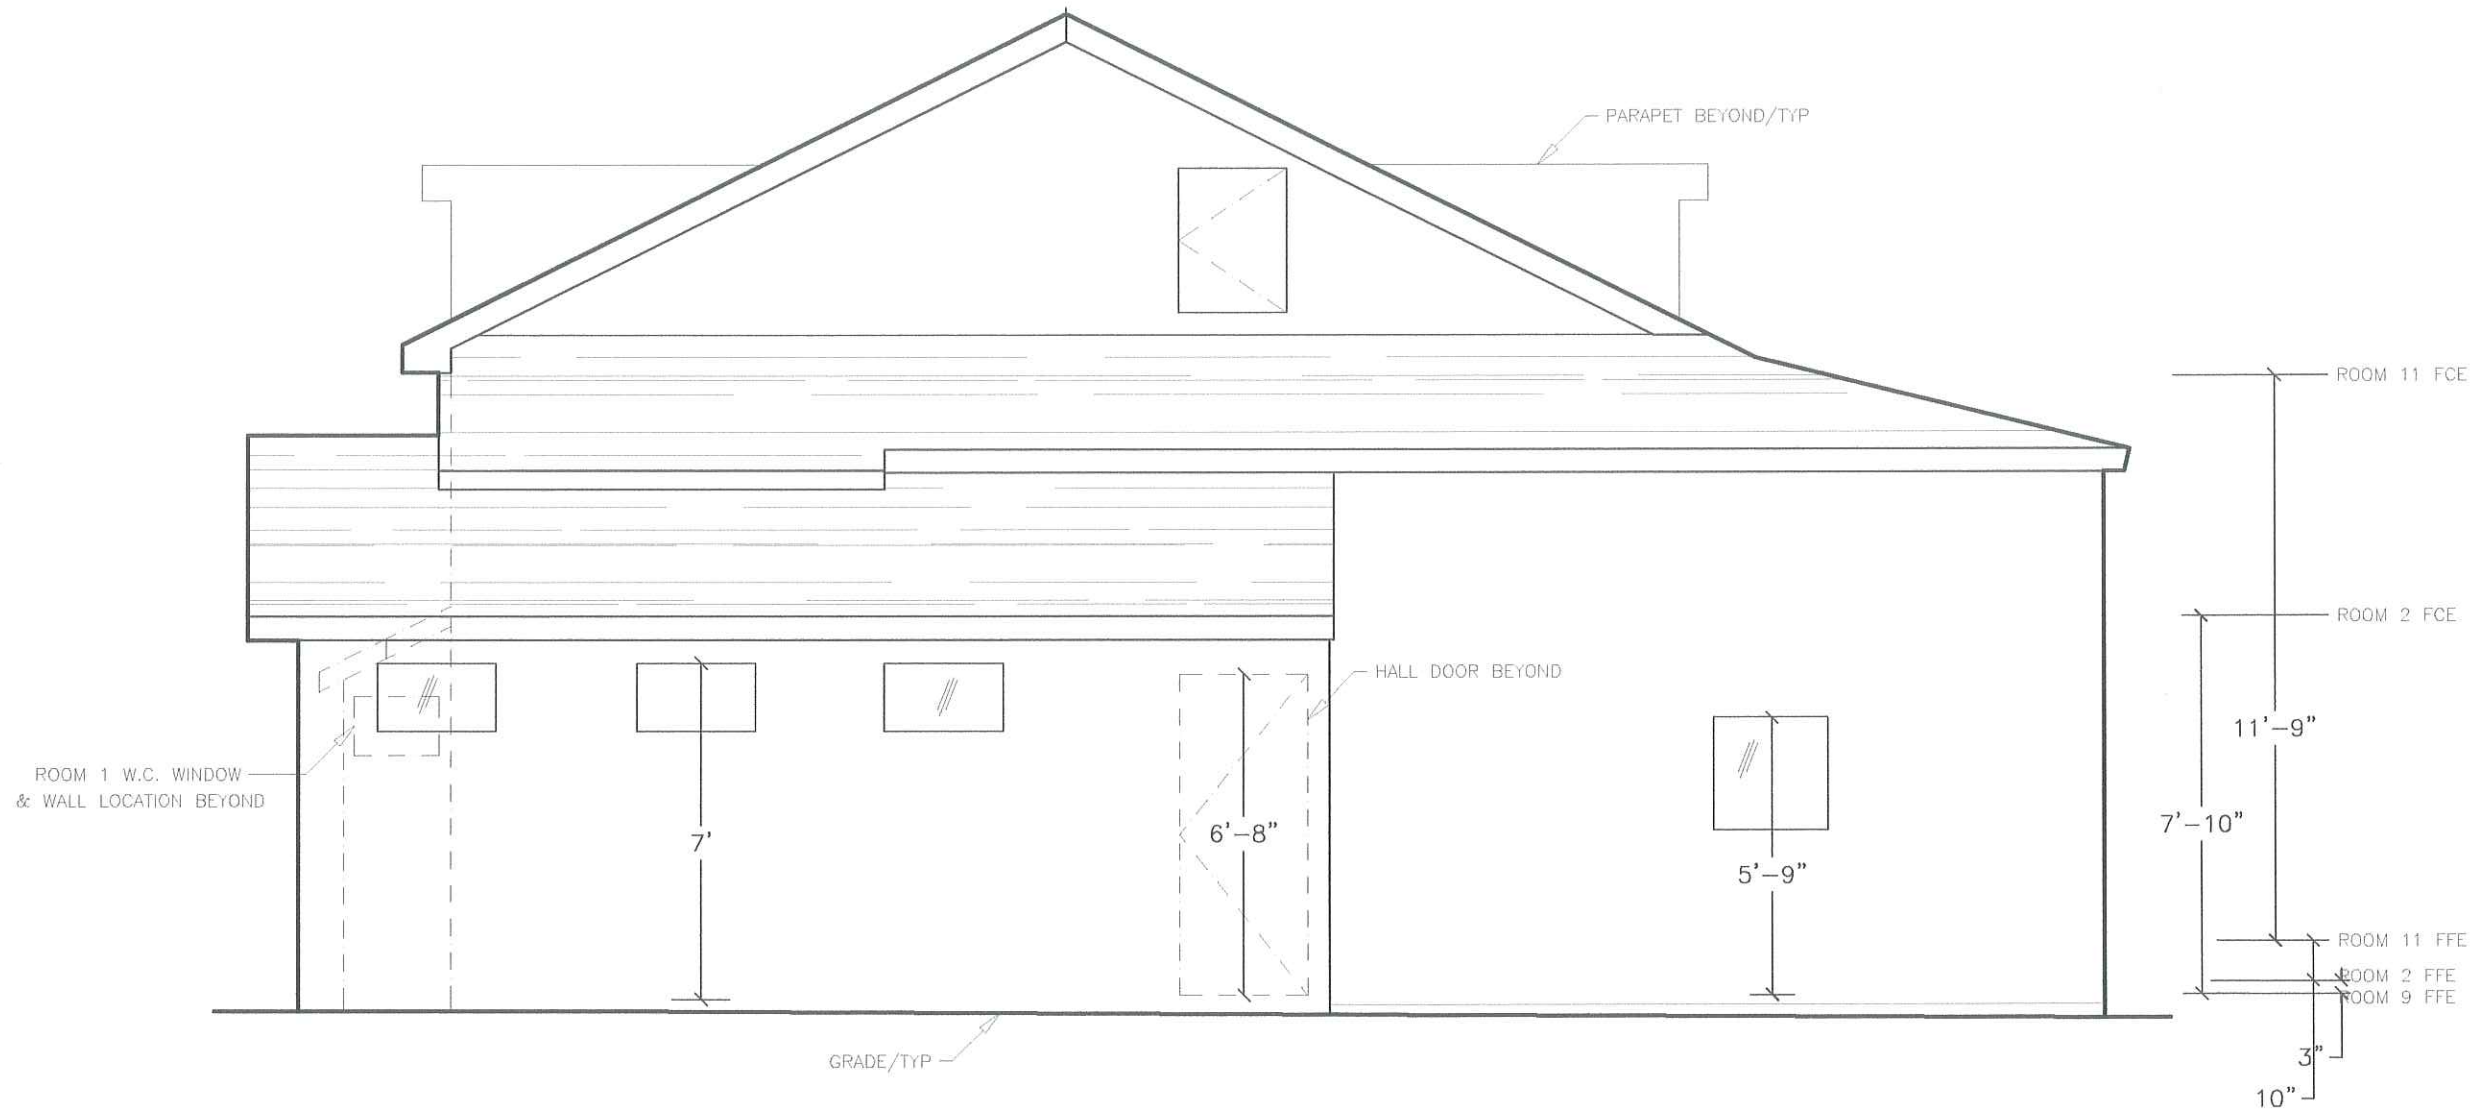 PARAPET BEYOND/TYP
ROOM 11 FCE
ROOM 2 FCE
HALL DOOR BEYOND
11'-9"
ROOM 1 W.C. WINDOW
& WALL LOCATION BEYOND
7'
6'-8"
5'-9"
7'-10"
ROOM 11 FFE
ROOM 2 FFE
ROOM 9 FFE
GRADE/TYP
3"
10"